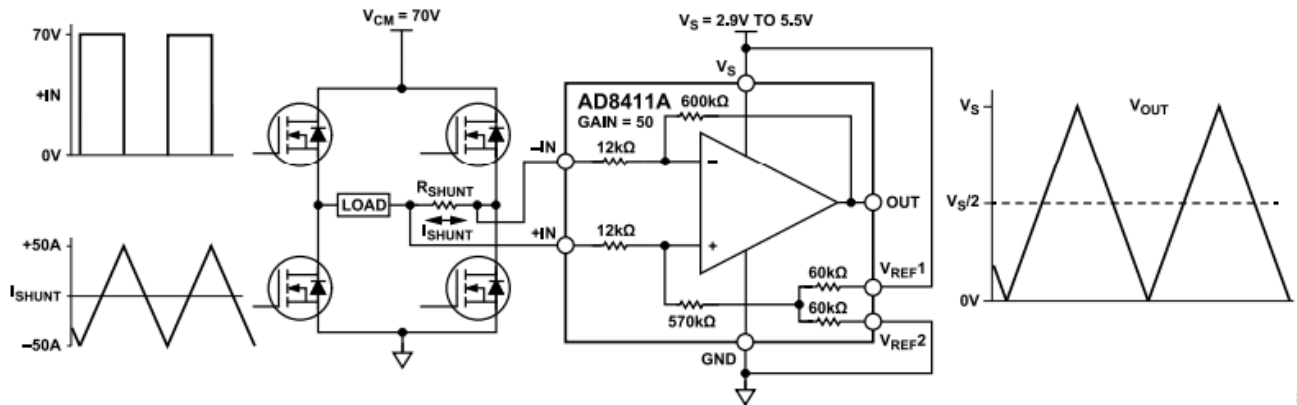 70V
+IN
0V
+50A
I_SHUNT
–50A
V_CM = 70V
LOAD
R_SHUNT
I_SHUNT
V_S = 2.9V TO 5.5V
V_S
AD8411A
GAIN = 50
600kΩ
–IN
12kΩ
–
+IN
12kΩ
+
OUT
60kΩ
V_REF1
60kΩ
V_REF2
570kΩ
GND
V_S
V_OUT
V_S/2
0V